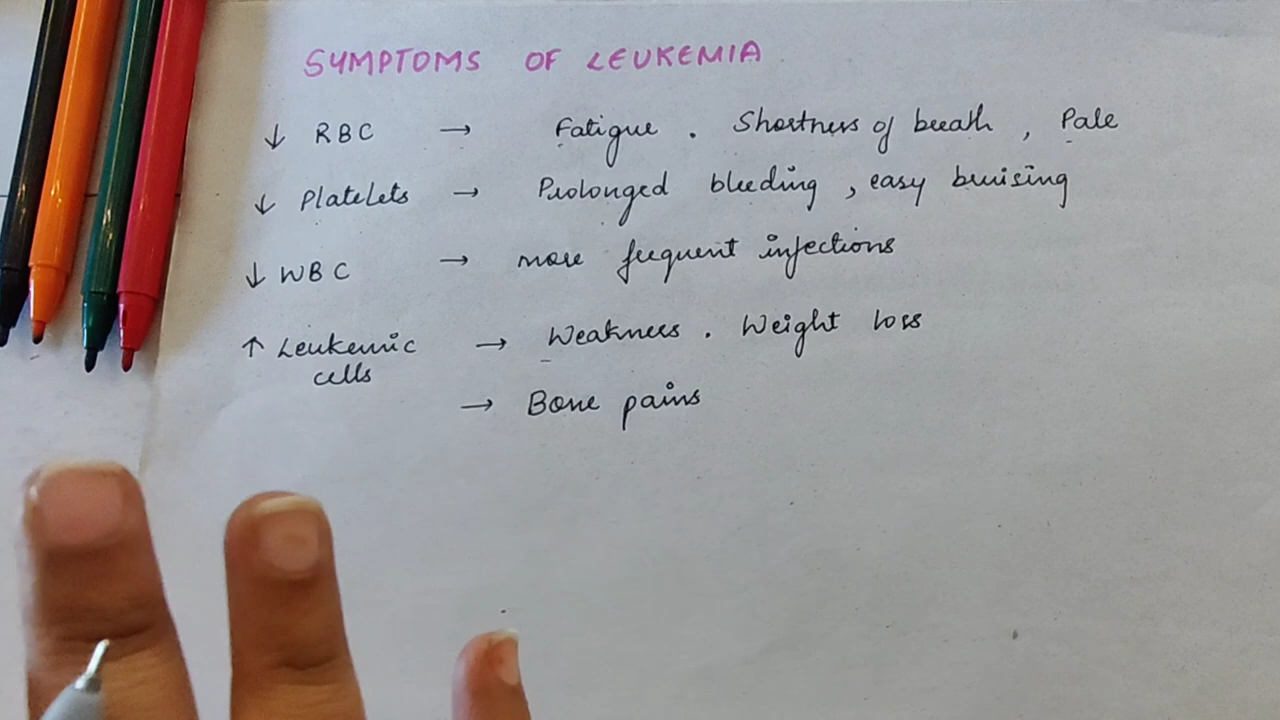 SYMPTOMS OF LEUKEMIA
↓ RBC → Fatigue . Shortness of breath , Pale
↓ Platelets → Prolonged bleeding , easy bruising
↓ WBC → more frequent infections
↑ Leukemic cells → Weakness . Weight loss
→ Bone pains